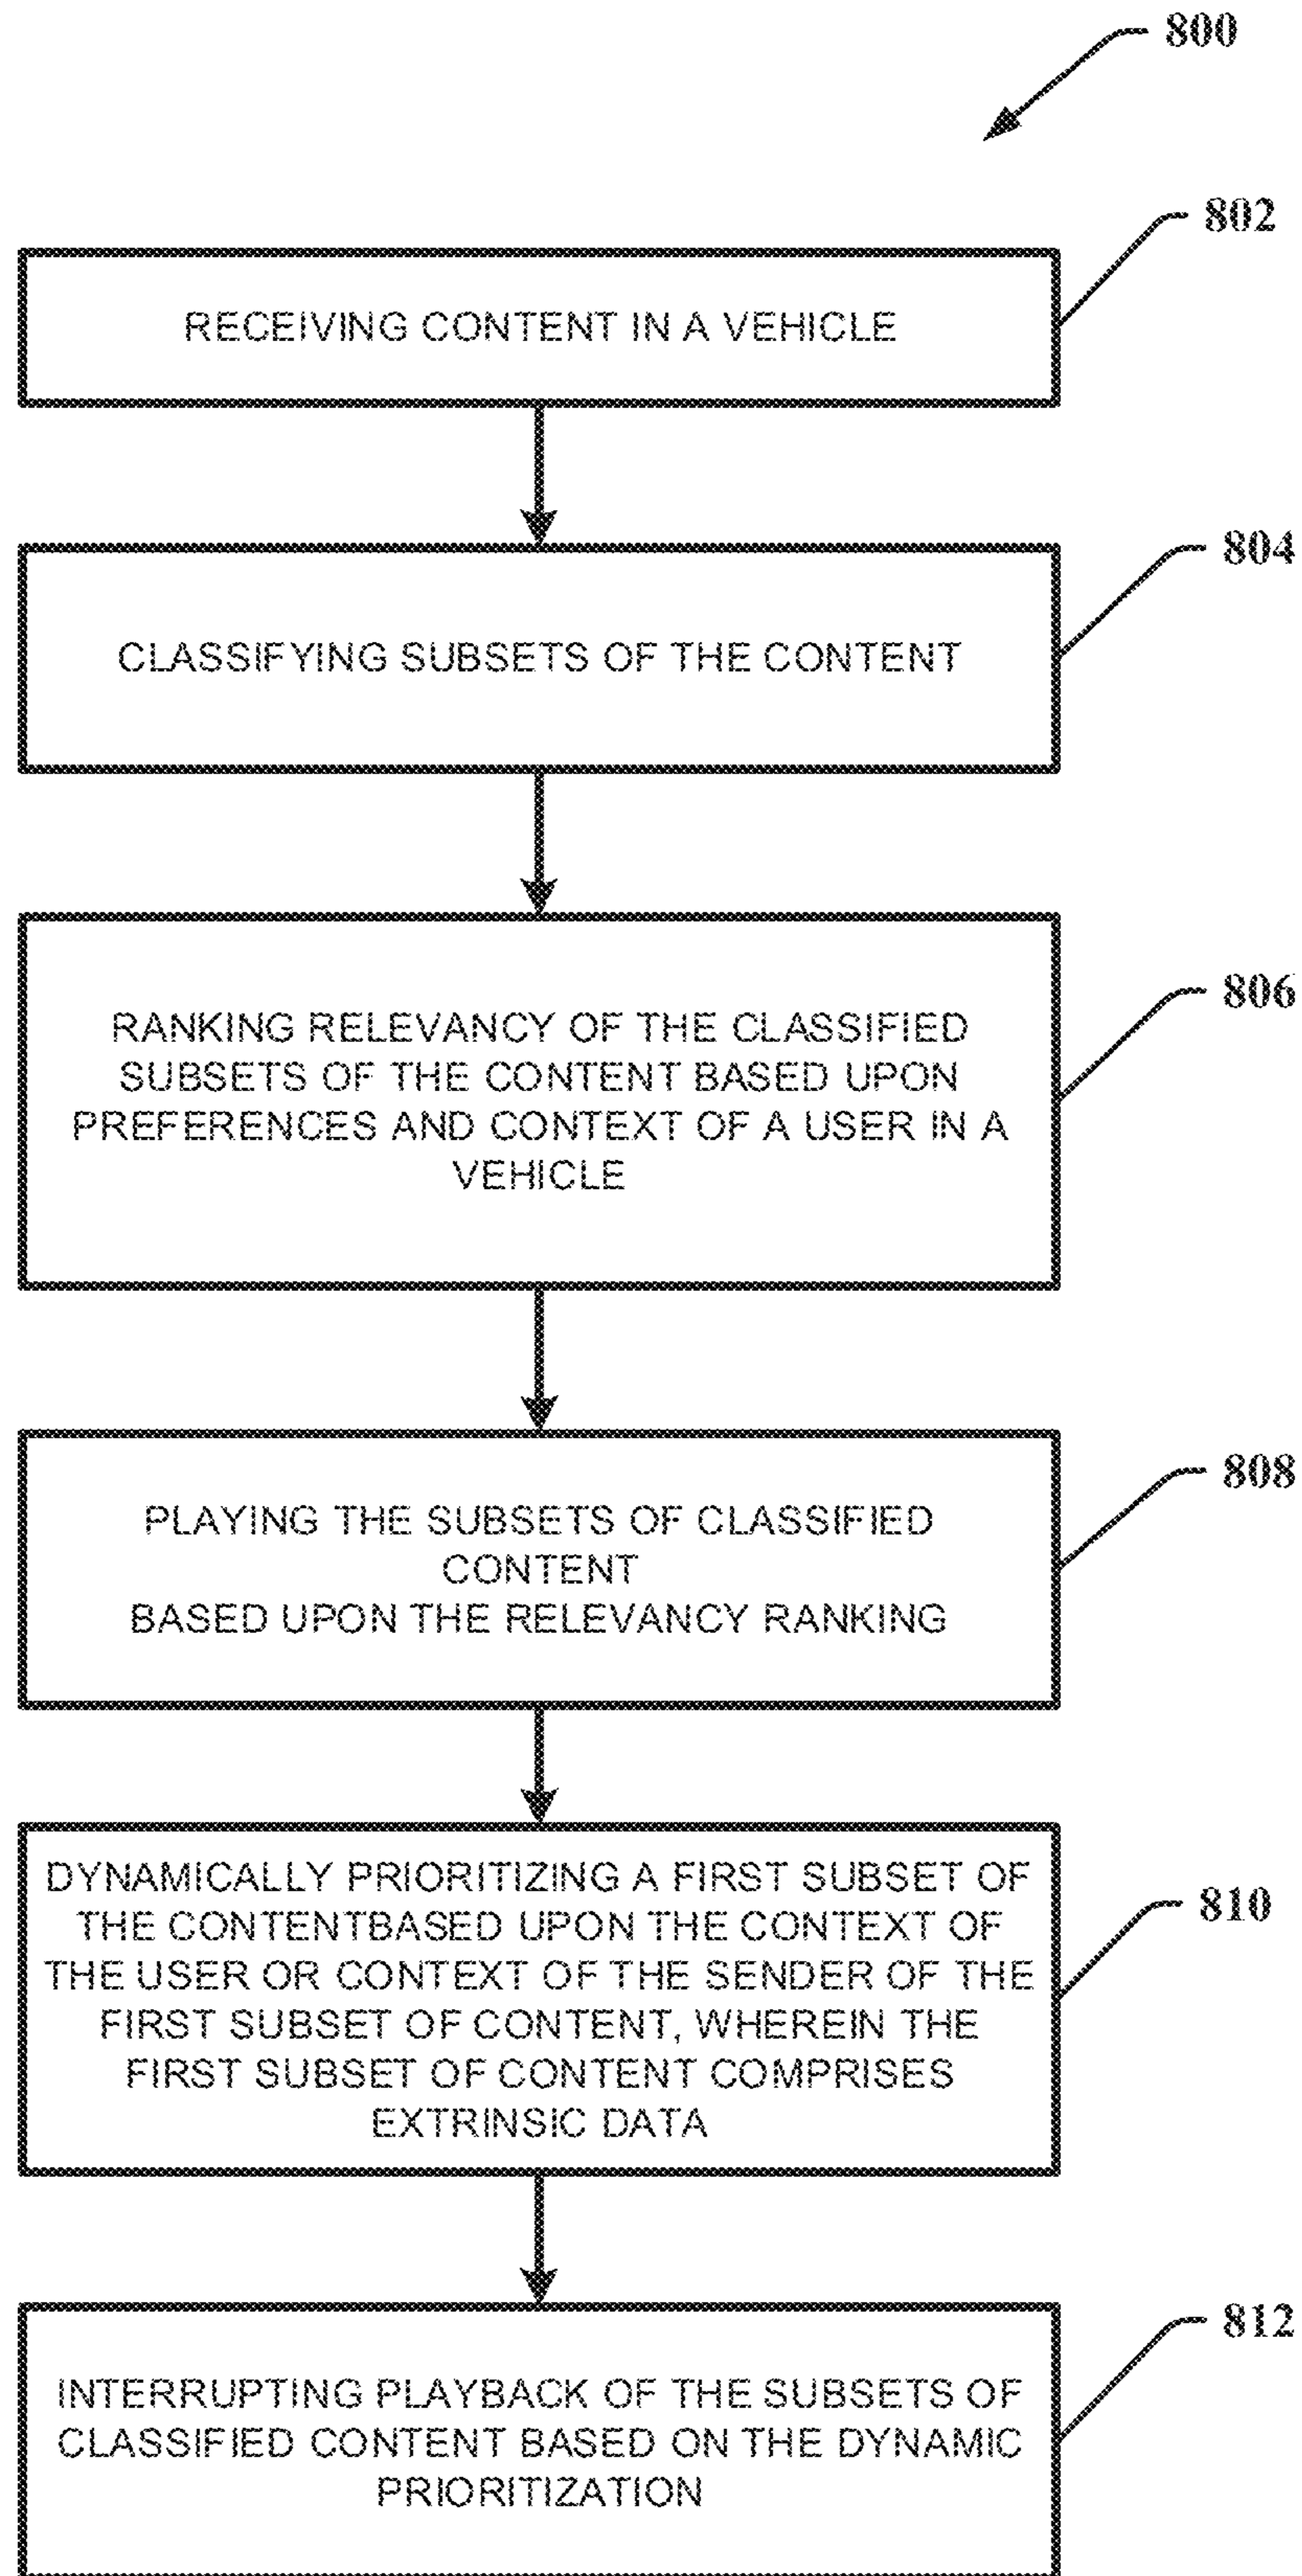 800
802
RECEIVING CONTENT IN A VEHICLE
804
CLASSIFYING SUBSETS OF THE CONTENT
806
RANKING RELEVANCY OF THE CLASSIFIED
SUBSETS OF THE CONTENT BASED UPON
PREFERENCES AND CONTEXT OF A USER IN A
VEHICLE
808
PLAYING THE SUBSETS OF CLASSIFIED
CONTENT
BASED UPON THE RELEVANCY RANKING
810
DYNAMICALLY PRIORITIZING A FIRST SUBSET OF
THE CONTENTBASED UPON THE CONTEXT OF
THE USER OR CONTEXT OF THE SENDER OF THE
FIRST SUBSET OF CONTENT, WHEREIN THE
FIRST SUBSET OF CONTENT COMPRISES
EXTRINSIC DATA
812
INTERRUPTING PLAYBACK OF THE SUBSETS OF
CLASSIFIED CONTENT BASED ON THE DYNAMIC
PRIORITIZATION